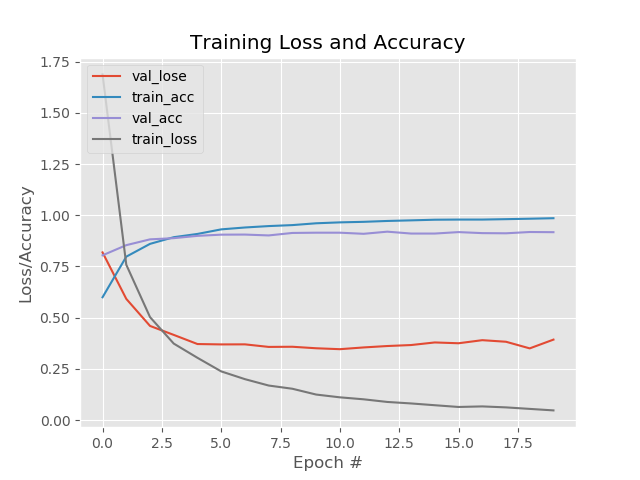 Training Loss and Accuracy
val_lose
train_acc
val_acc
train_loss
Loss/Accuracy
1.75
1.50
1.25
1.00
0.75
0.50
0.25
0.00
0.0 2.5 5.0 7.5 10.0 12.5 15.0 17.5
Epoch #